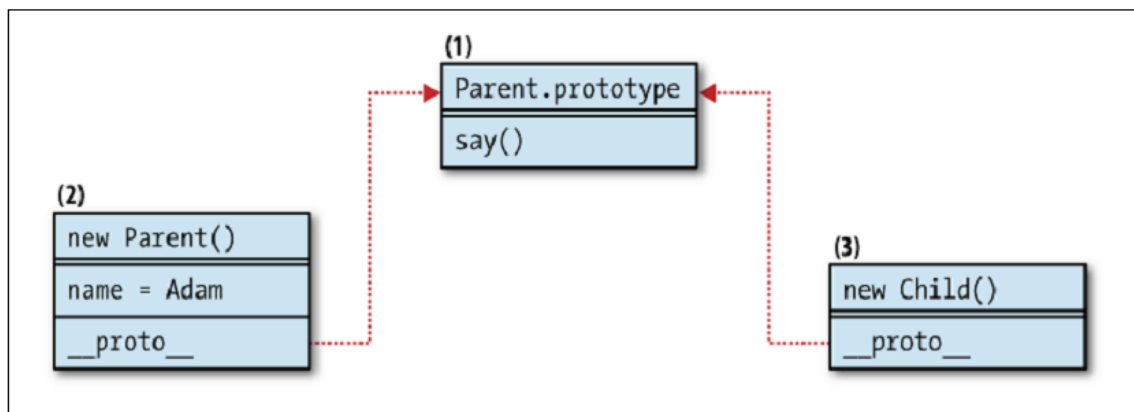 (1)
Parent.prototype
say()
(2)
new Parent()
name = Adam
__proto__
(3)
new Child()
__proto__